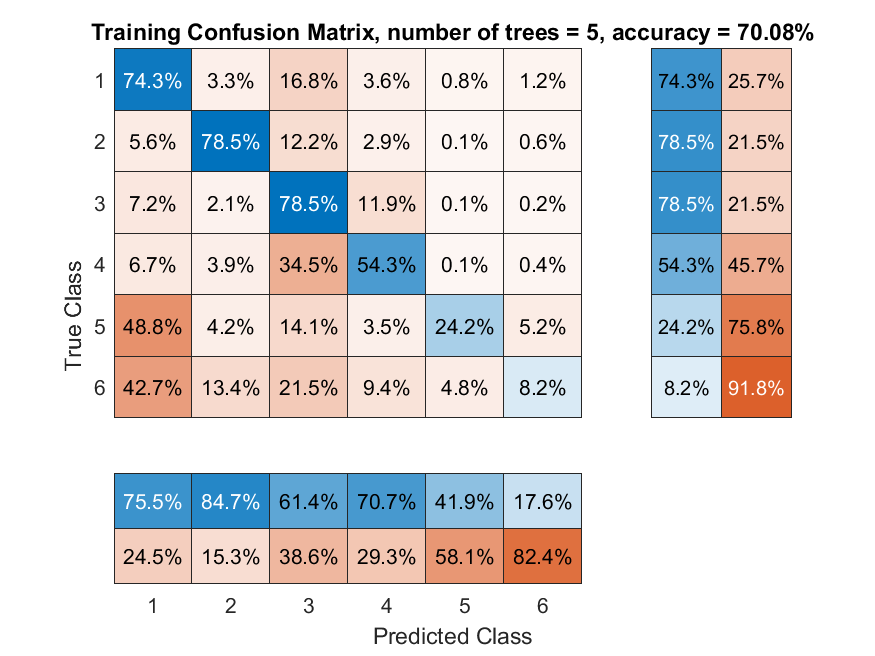 Training Confusion Matrix, number of trees = 5, accuracy = 70.08%
1 74.3% 3.3% 16.8% 3.6% 0.8% 1.2% 74.3% 25.7%
2 5.6% 78.5% 12.2% 2.9% 0.1% 0.6% 78.5% 21.5%
3 7.2% 2.1% 78.5% 11.9% 0.1% 0.2% 78.5% 21.5%
4 6.7% 3.9% 34.5% 54.3% 0.1% 0.4% 54.3% 45.7%
5 48.8% 4.2% 14.1% 3.5% 24.2% 5.2% 24.2% 75.8%
6 42.7% 13.4% 21.5% 9.4% 4.8% 8.2% 8.2% 91.8%
True Class
75.5% 84.7% 61.4% 70.7% 41.9% 17.6%
24.5% 15.3% 38.6% 29.3% 58.1% 82.4%
1 2 3 4 5 6
Predicted Class